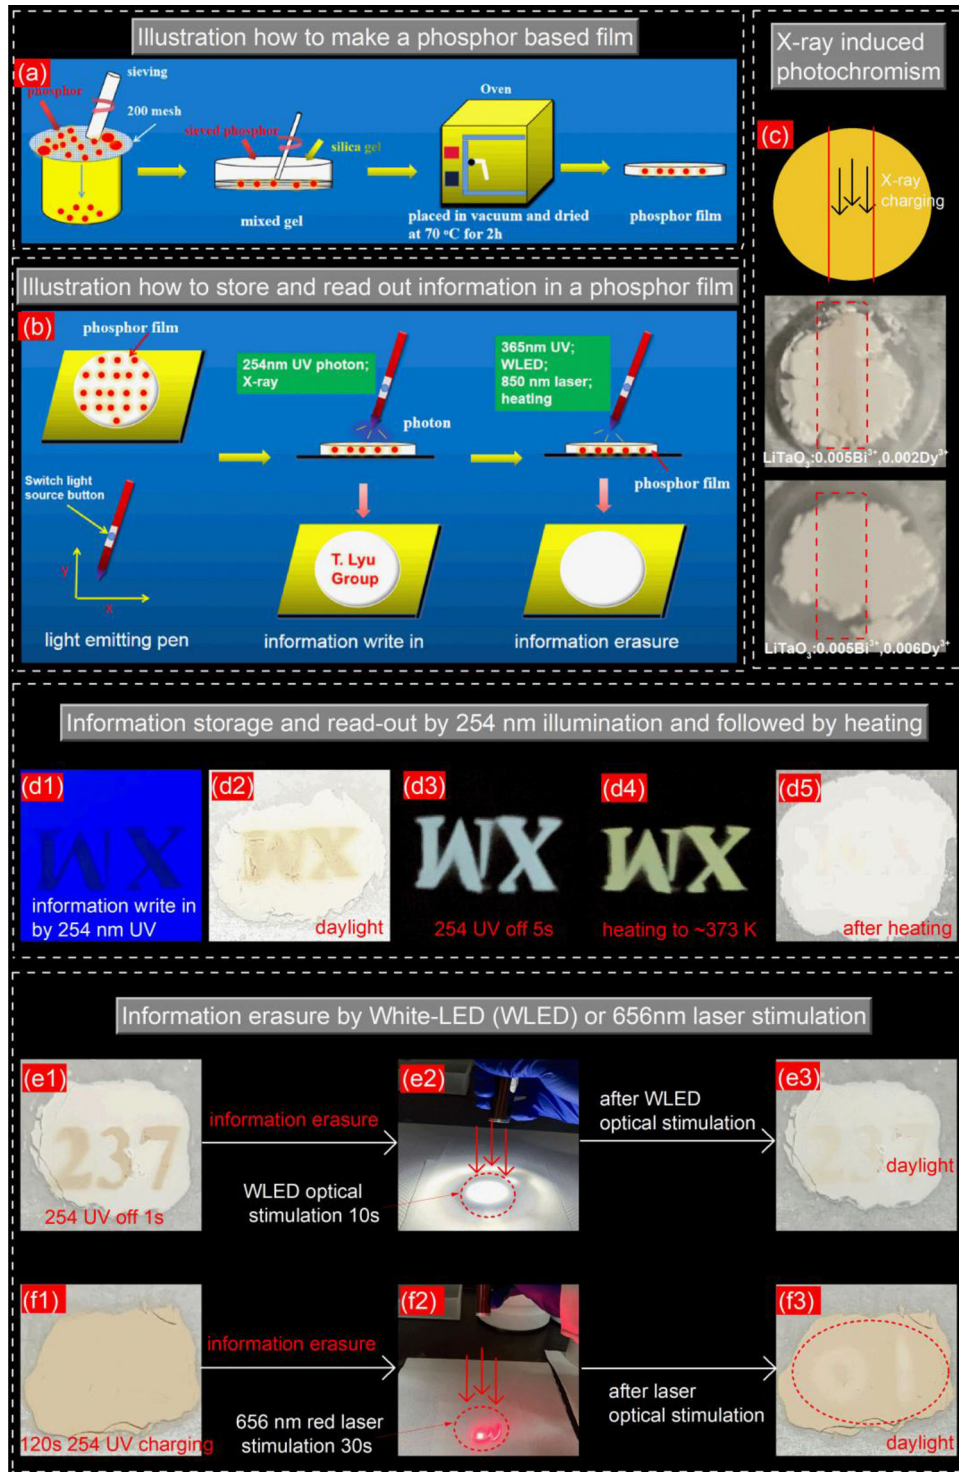 Illustration how to make a phosphor based film
(a)
phosphor
sieving
200 mesh
sieved phosphor
silica gel
mixed gel
Oven
placed in vacuum and dried
at 70 °C for 2h
phosphor film
Illustration how to store and read out information in a phosphor film
(b)
phosphor film
Switch light
source button
y
x
light emitting pen
254nm UV photon;
X-ray
photon
T. Lyu
Group
information write in
365nm UV;
WLED;
850 nm laser;
heating
phosphor film
information erasure
X-ray induced
photochromism
(c)
X-ray
charging
LiTaO₃:0.005Bi³⁺,0.002Dy³⁺
LiTaO₃:0.005Bi³⁺,0.006Dy³⁺
Information storage and read-out by 254 nm illumination and followed by heating
(d1)
WX
information write in
by 254 nm UV
(d2)
WX
daylight
(d3)
WX
254 UV off 5s
(d4)
WX
heating to ~373 K
(d5)
after heating
Information erasure by White-LED (WLED) or 656nm laser stimulation
(e1)
237
254 UV off 1s
information erasure
WLED optical
stimulation 10s
(e2)
after WLED
optical stimulation
(e3)
237
daylight
(f1)
120s 254 UV charging
information erasure
656 nm red laser
stimulation 30s
(f2)
after laser
optical stimulation
(f3)
01
daylight